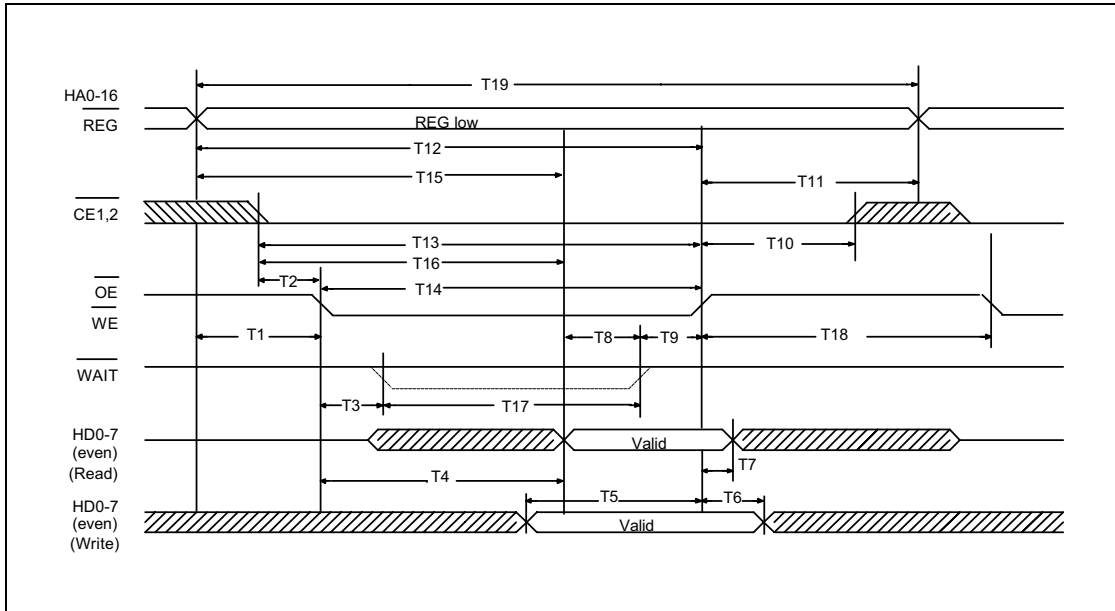 T19
HA0-16
REG
REG low
T12
T15
T11
CE1,2
T13
T10
T16
T2
OE
T14
WE
T1
T8
T9
T18
WAIT
T3
T17
HD0-7
(even)
(Read)
Valid
T7
T4
HD0-7
(even)
(Write)
T5
T6
Valid